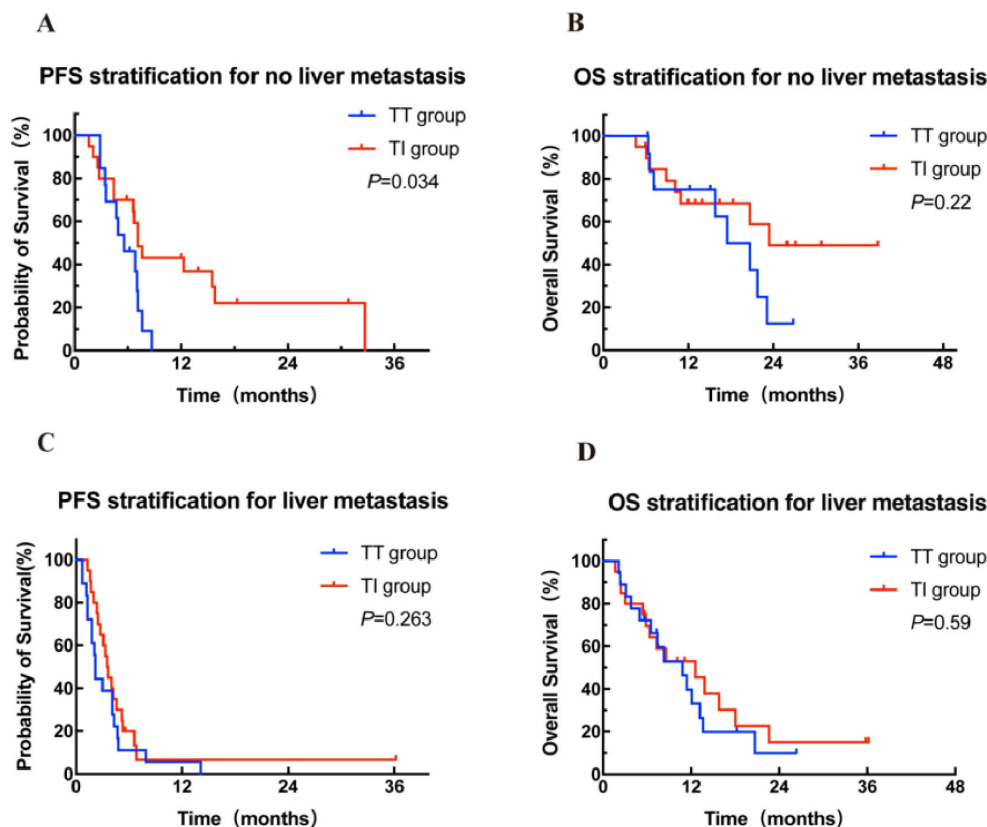 A
PFS stratification for no liver metastasis
TT group
TI group
P=0.034
Probability of Survival (%)
100
80
60
40
20
0
0 12 24 36
Time (months)
B
OS stratification for no liver metastasis
TT group
TI group
P=0.22
Overall Survival (%)
100
80
60
40
20
0
0 12 24 36 48
Time (months)
C
PFS stratification for liver metastasis
TT group
TI group
P=0.263
Probability of Survival(%)
100
80
60
40
20
0
0 12 24 36
Time (months)
D
OS stratification for liver metastasis
TT group
TI group
P=0.59
Overall Survival (%)
100
80
60
40
20
0
0 12 24 36 48
Time (months)